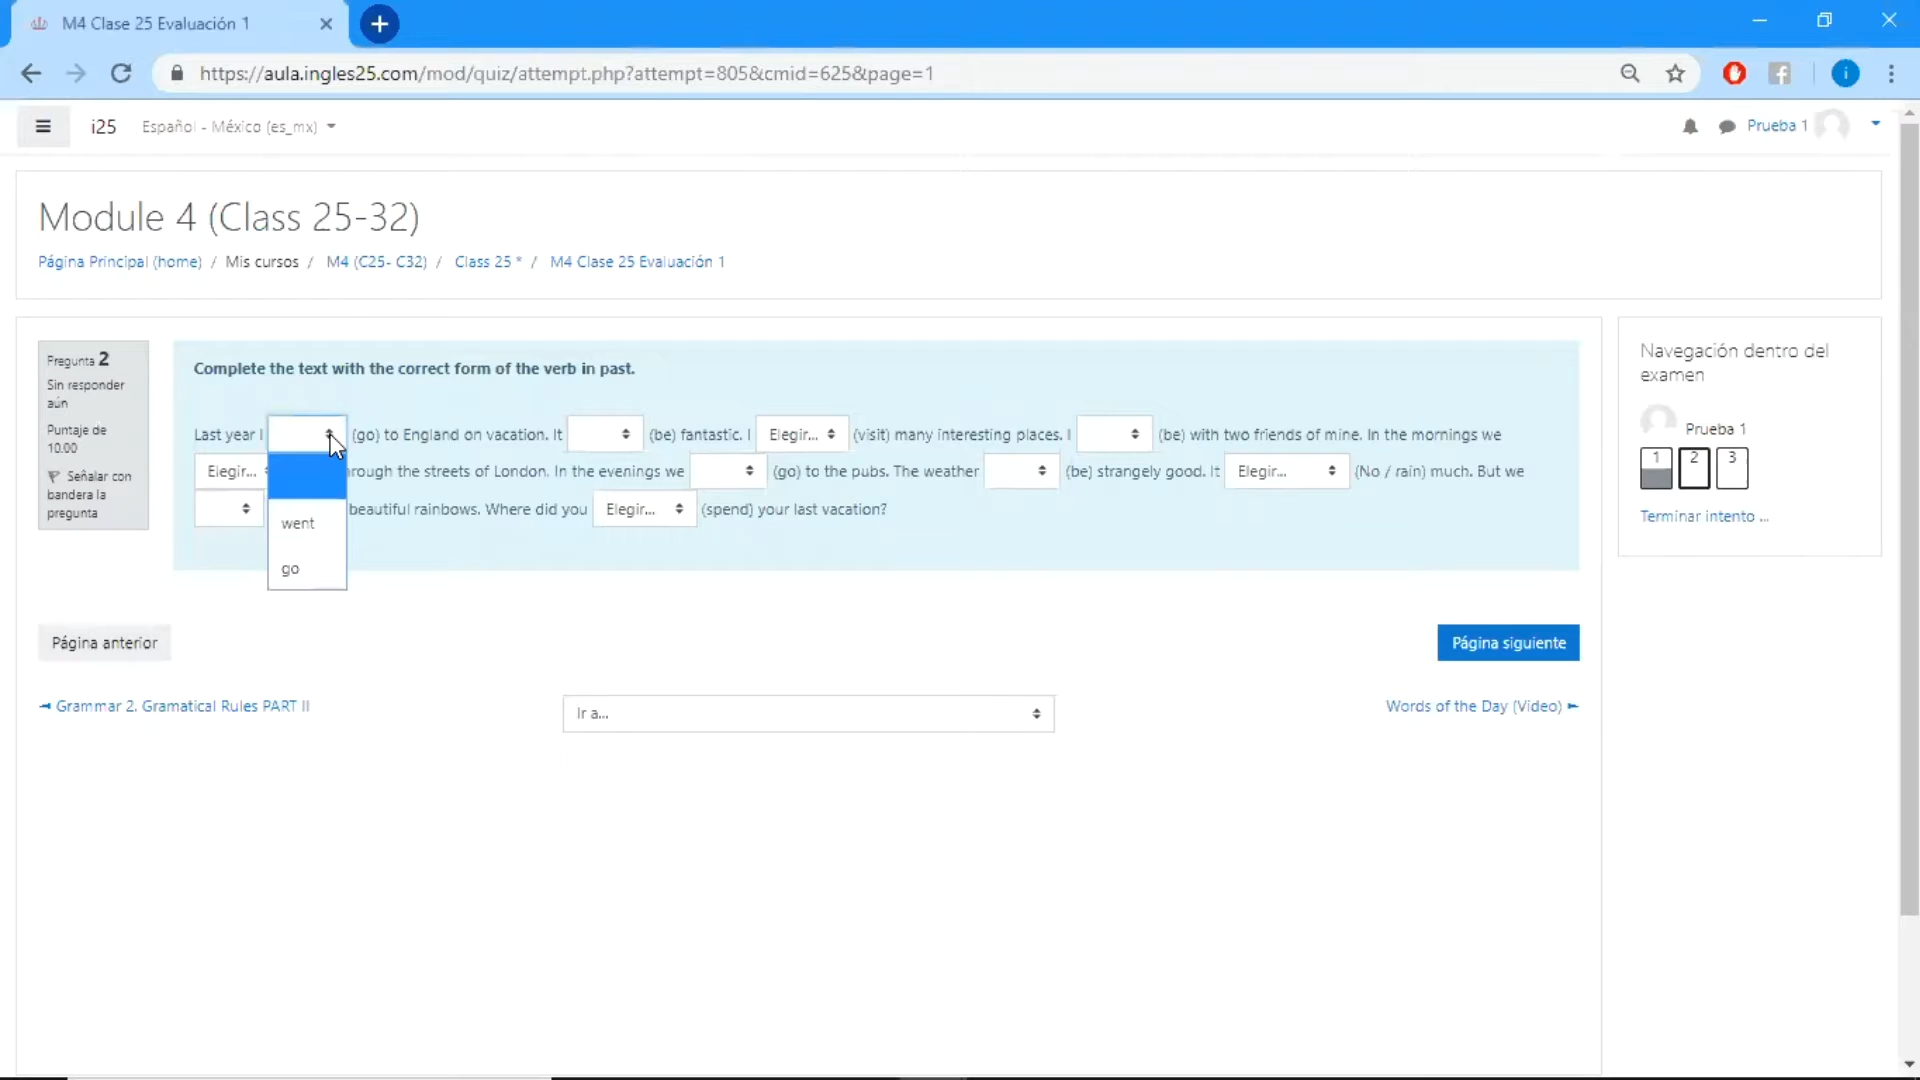 M4 Clase 25 Evaluación 1
https://aula.ingles25.com/mod/quiz/attempt.php?attempt=805&cmid=625&page=1
i25 Español - México (es_mx) Prueba 1
Module 4 (Class 25-32)
Página Principal (home) / Mis cursos / M4 (C25- C32) / Class 25 * / M4 Clase 25 Evaluación 1
Pregunta 2
Sin responder
aún
Puntaje de
10.00
Señalar con
bandera la
pregunta
Complete the text with the correct form of the verb in past.
Last year I (go) to England on vacation. It (be) fantastic. I Elegir... (visit) many interesting places. I (be) with two friends of mine. In the mornings we
Elegir... rough the streets of London. In the evenings we (go) to the pubs. The weather (be) strangely good. It Elegir... (No / rain) much. But we
beautiful rainbows. Where did you Elegir... (spend) your last vacation?
went
go
Página anterior
Página siguiente
◄ Grammar 2. Gramatical Rules PART II
Ir a...
Words of the Day (Video) ►
Navegación dentro del
examen
Prueba 1
1 2 3
Terminar intento ...